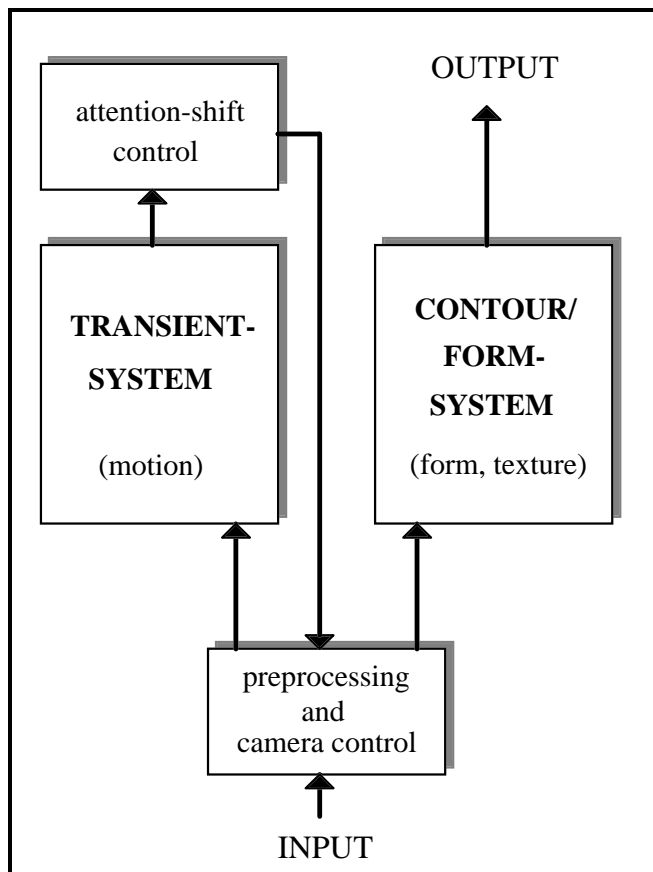 attention-shift
control
OUTPUT
TRANSIENT-
SYSTEM
(motion)
CONTOUR/
FORM-
SYSTEM
(form, texture)
preprocessing
and
camera control
INPUT